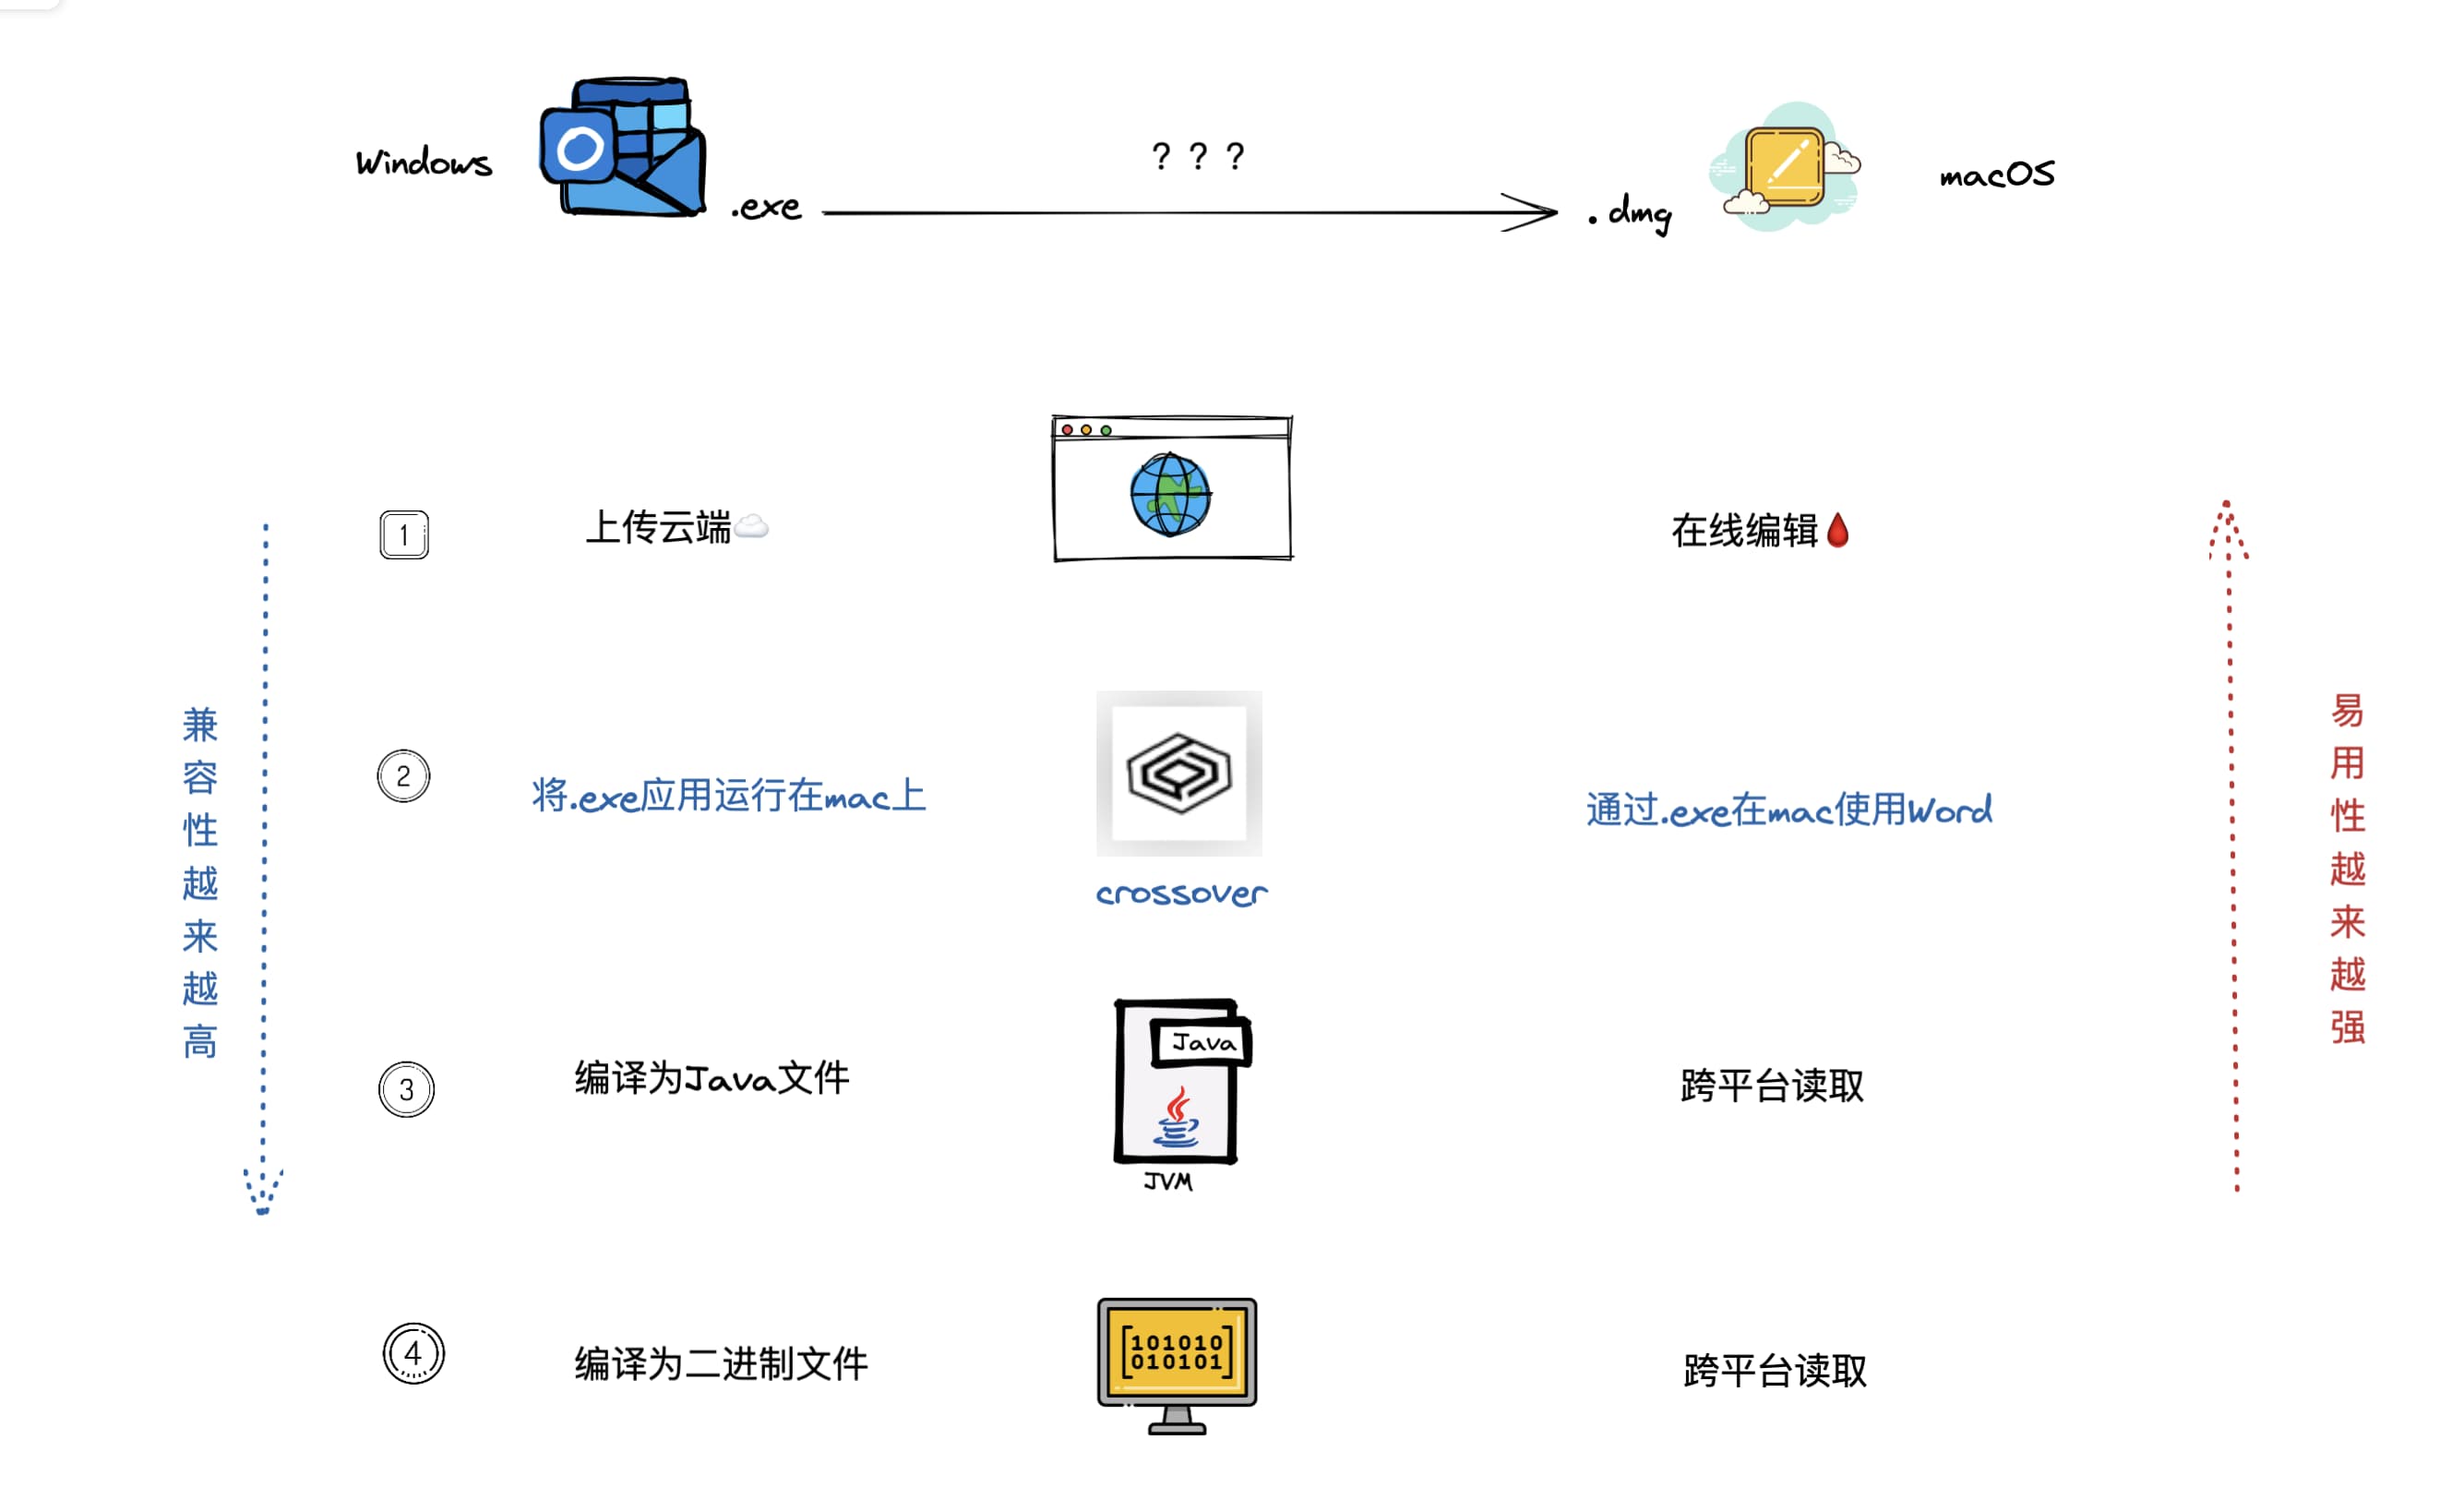 Windows
.exe
? ? ?
.dmg
macOS
1
上传云端☁️
在线编辑🩸
2
将.exe应用运行在mac上
crossover
通过.exe在mac使用Word
3
编译为Java文件
Java
JVM
跨平台读取
4
编译为二进制文件
101010
010101
跨平台读取
兼容性越来越高
易用性越来越强